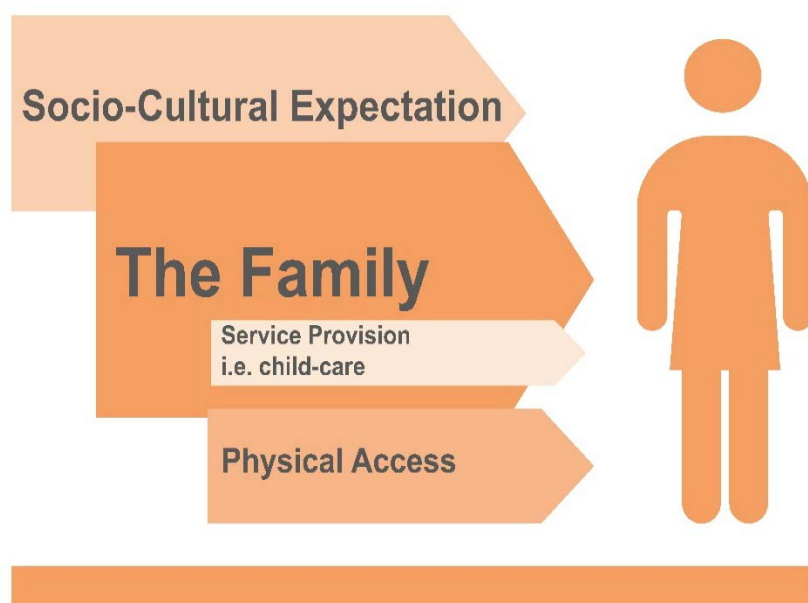 Socio-Cultural Expectation
The Family
Service Provision
i.e. child-care
Physical Access